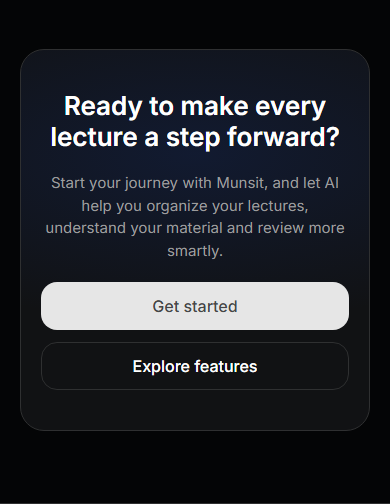 Ready to make every
lecture a step forward?
Start your journey with Munsit, and let AI
help you organize your lectures,
understand your material and review more
smartly.
Get started
Explore features